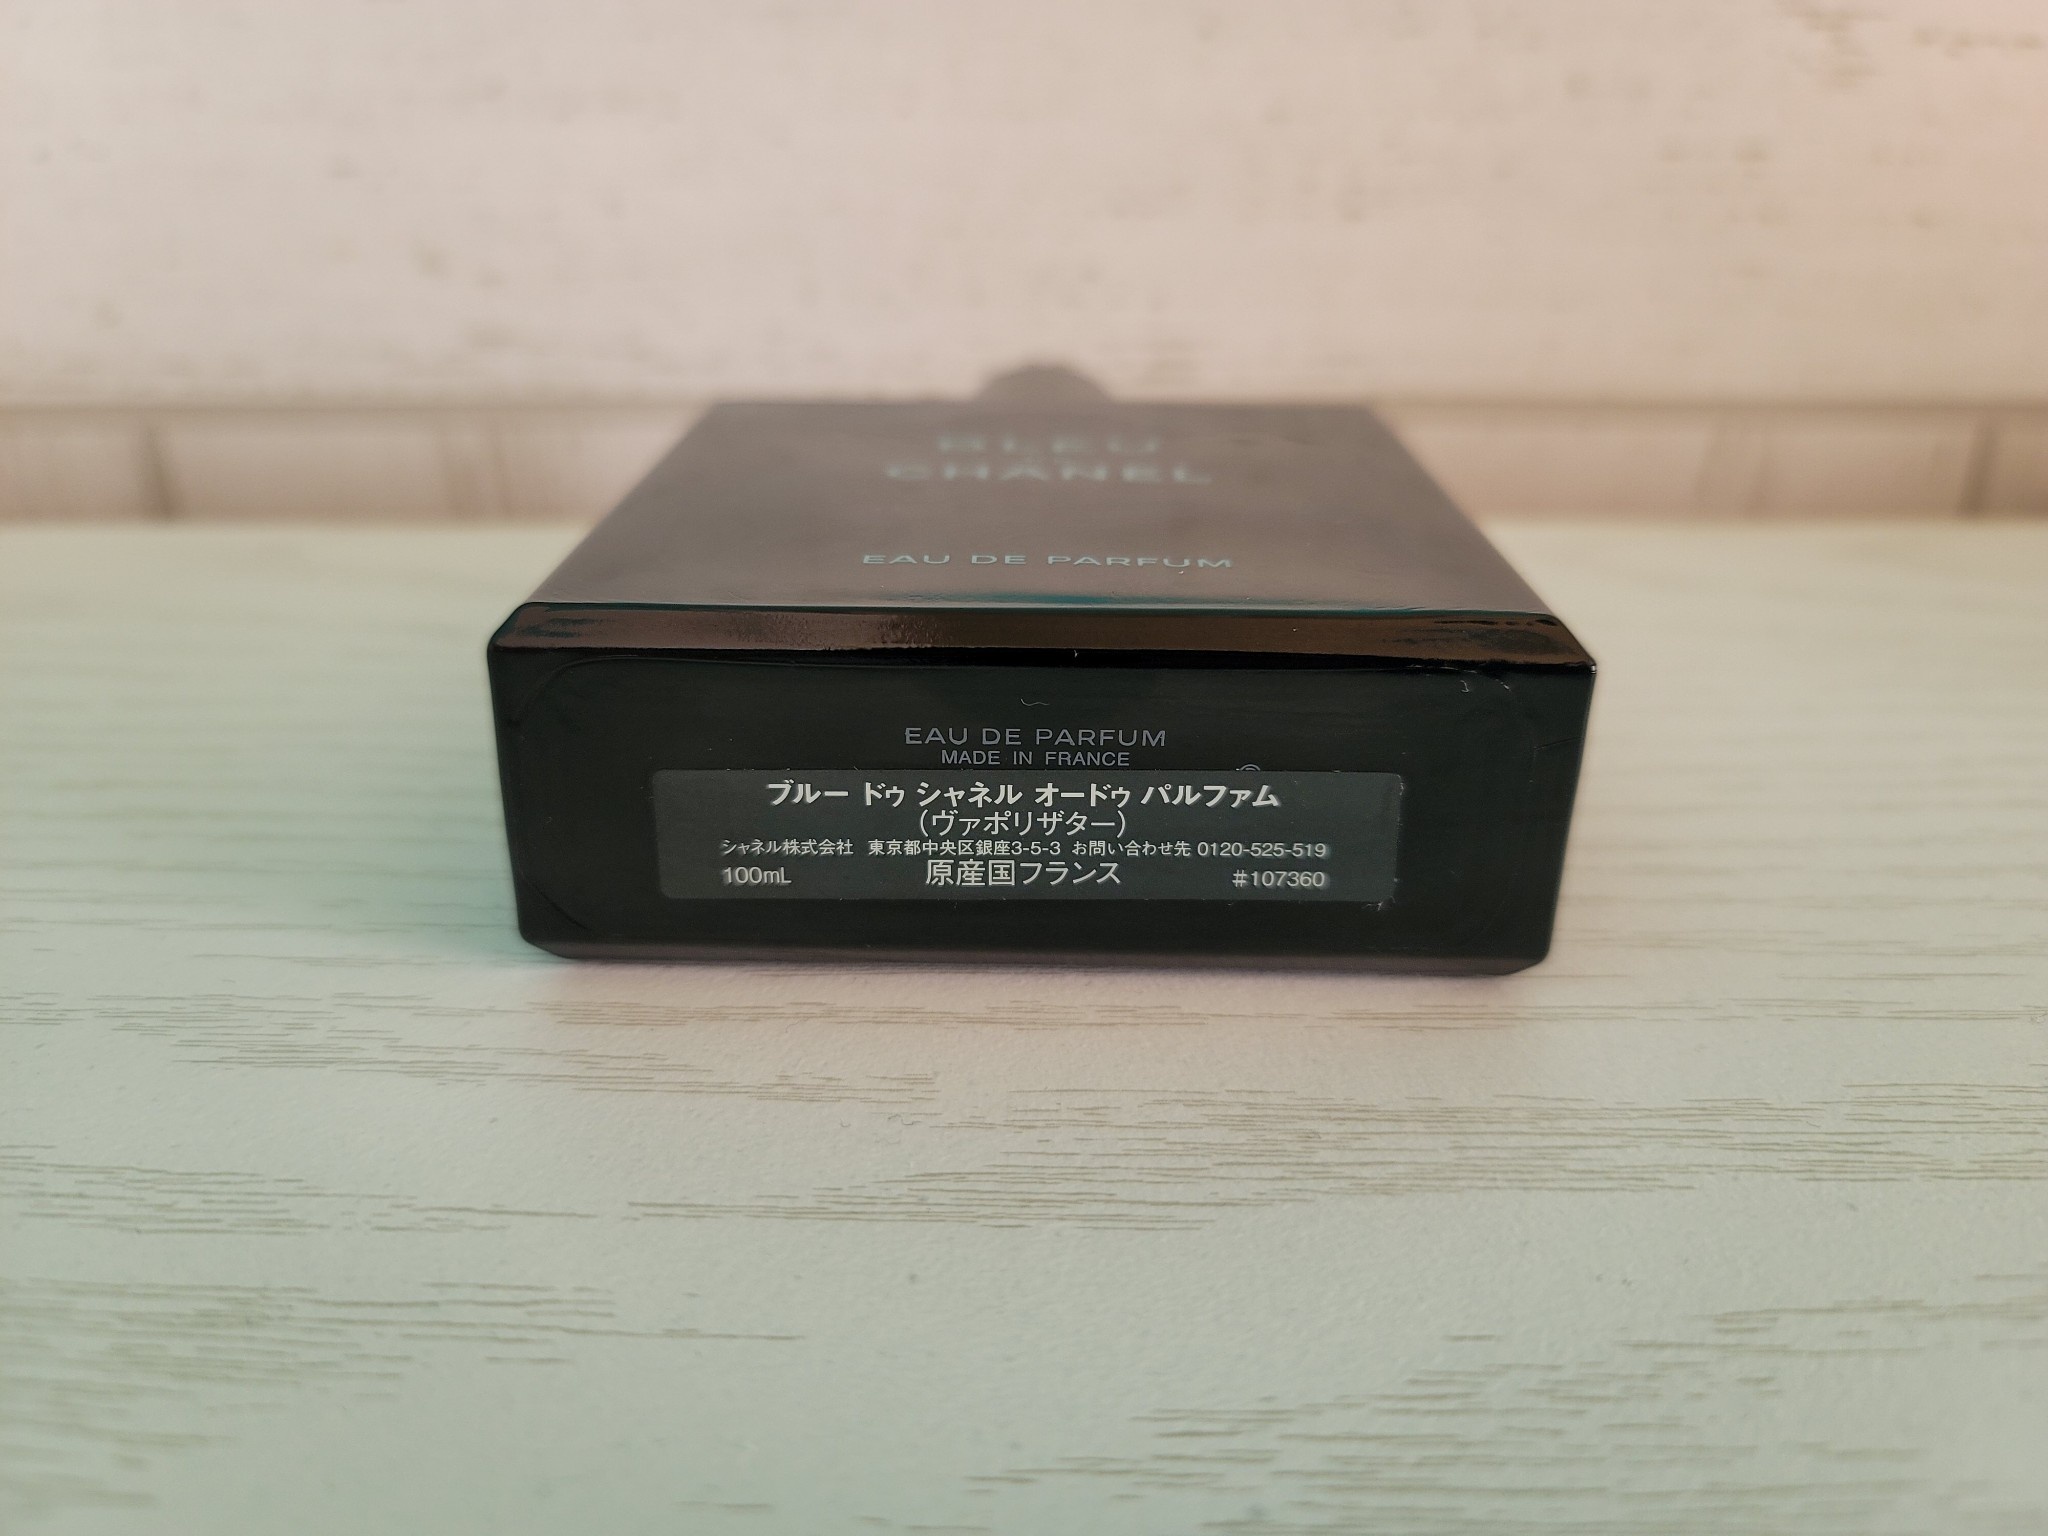 BLEU
CHANEL
EAU DE PARFUM
EAU DE PARFUM
MADE IN FRANCE
ブルー ドゥ シャネル オードゥ パルファム
(ヴァポリザター)
シャネル株式会社 東京都中央区銀座3-5-3 お問い合わせ先 0120-525-519
100mL 原産国フランス #107360